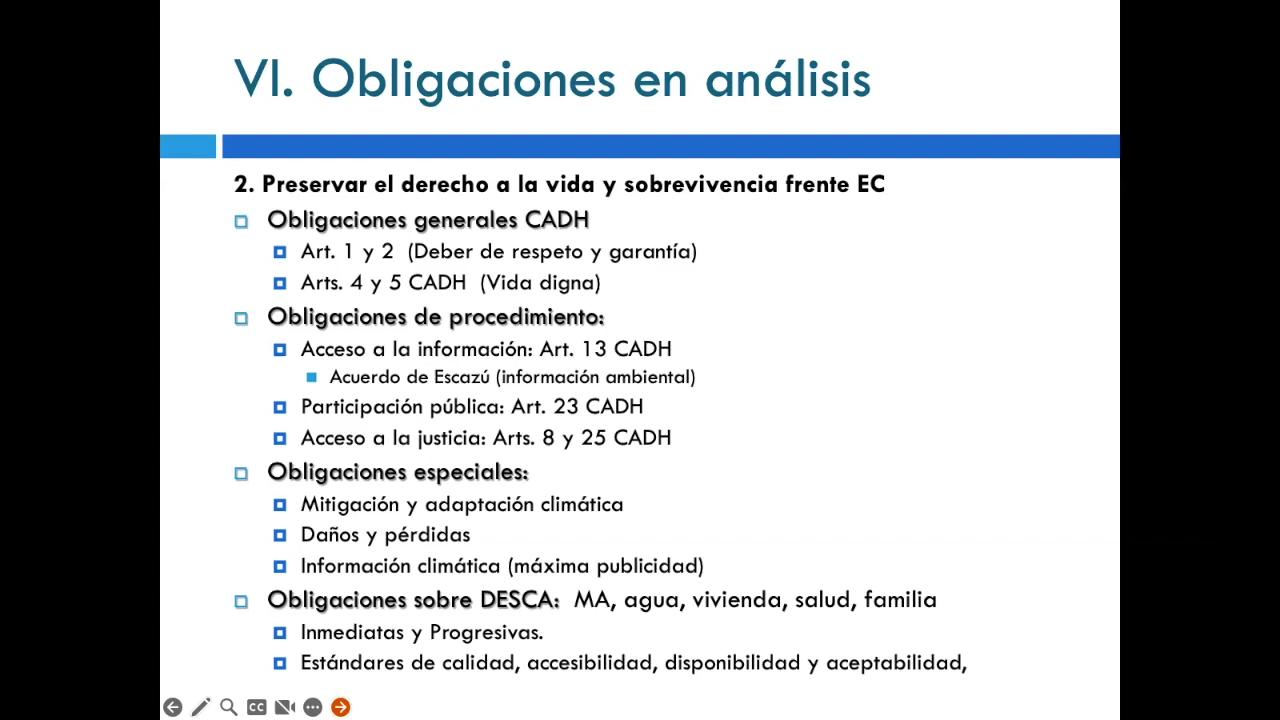 VI. Obligaciones en análisis
2. Preservar el derecho a la vida y sobrevivencia frente EC
Obligaciones generales CADH
Art. 1 y 2 (Deber de respeto y garantía)
Arts. 4 y 5 CADH (Vida digna)
Obligaciones de procedimiento:
Acceso a la información: Art. 13 CADH
Acuerdo de Escazú (información ambiental)
Participación pública: Art. 23 CADH
Acceso a la justicia: Arts. 8 y 25 CADH
Obligaciones especiales:
Mitigación y adaptación climática
Daños y pérdidas
Información climática (máxima publicidad)
Obligaciones sobre DESCA: MA, agua, vivienda, salud, familia
Inmediatas y Progresivas.
Estándares de calidad, accesibilidad, disponibilidad y aceptabilidad,
CC